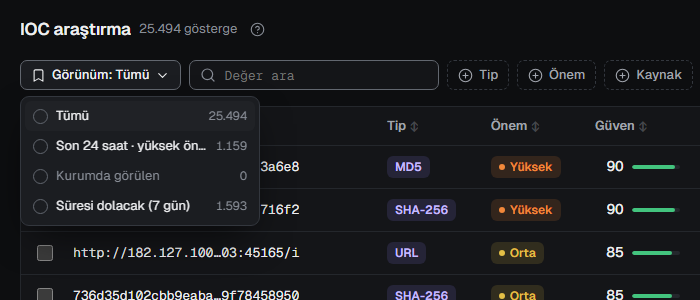 IOC araştırma 25.494 gösterge
Görünüm: Tümü Değer ara Tip Önem Kaynak
Tümü 25.494
Son 24 saat · yüksek ön... 1.159
Kurumda görülen 0
Süresi dolacak (7 gün) 1.593
Tip Önem Güven
3a6e8 MD5 Yüksek 90
716f2 SHA-256 Yüksek 90
http://182.127.100…03:45165/i URL Orta 85
736d35d102cbb9eaba…9f78458950 SHA-256 Orta 85